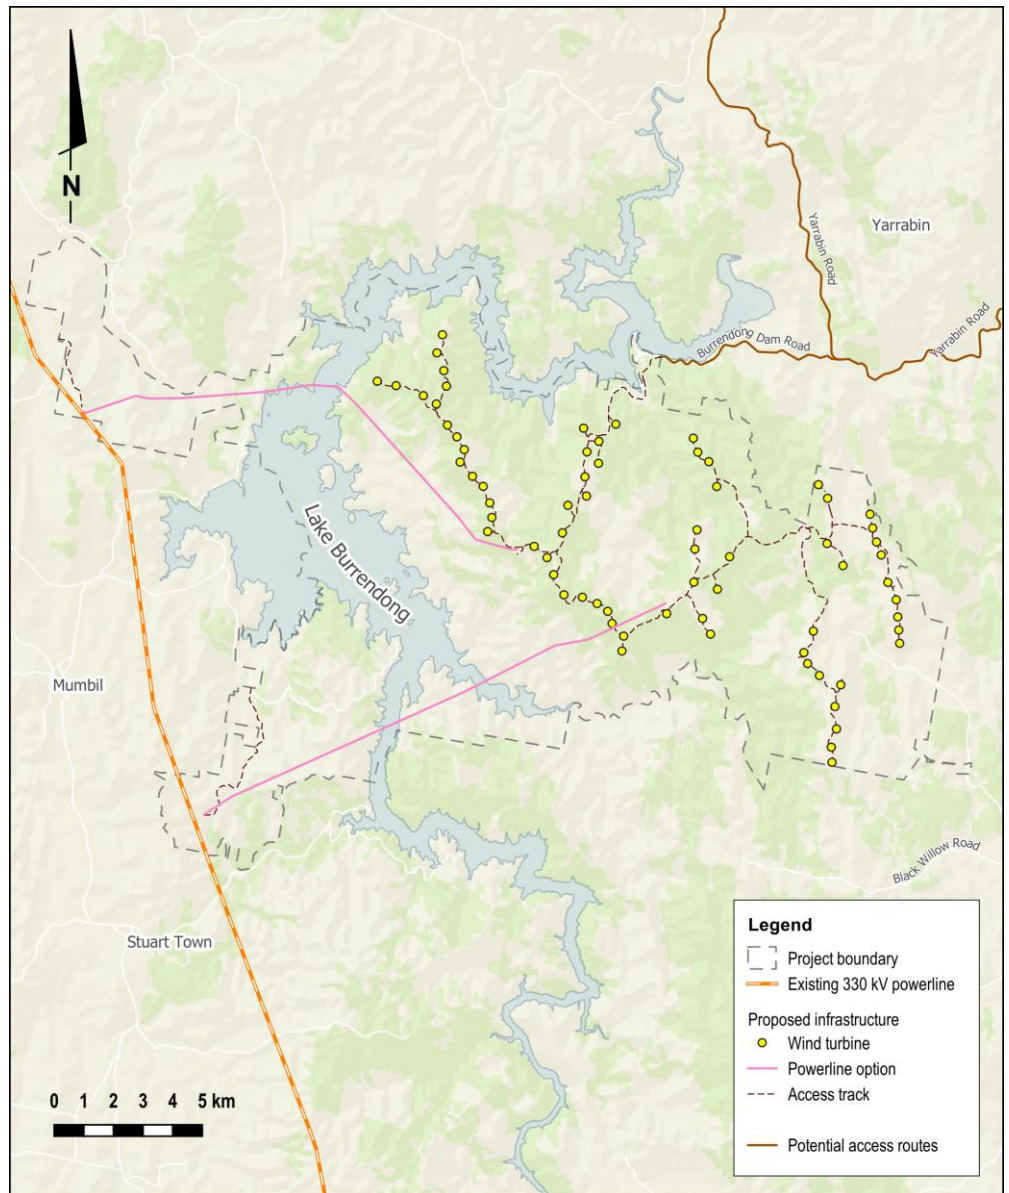 N
Yarrabin
Yarrabin Road
Yarrabin Road
Burrendong Dam Road
Lake Burrendong
Mumbil
Black Willow Road
Stuart Town
0 1 2 3 4 5 km
Legend
Project boundary
Existing 330 kV powerline
Proposed infrastructure
Wind turbine
Powerline option
Access track
Potential access routes